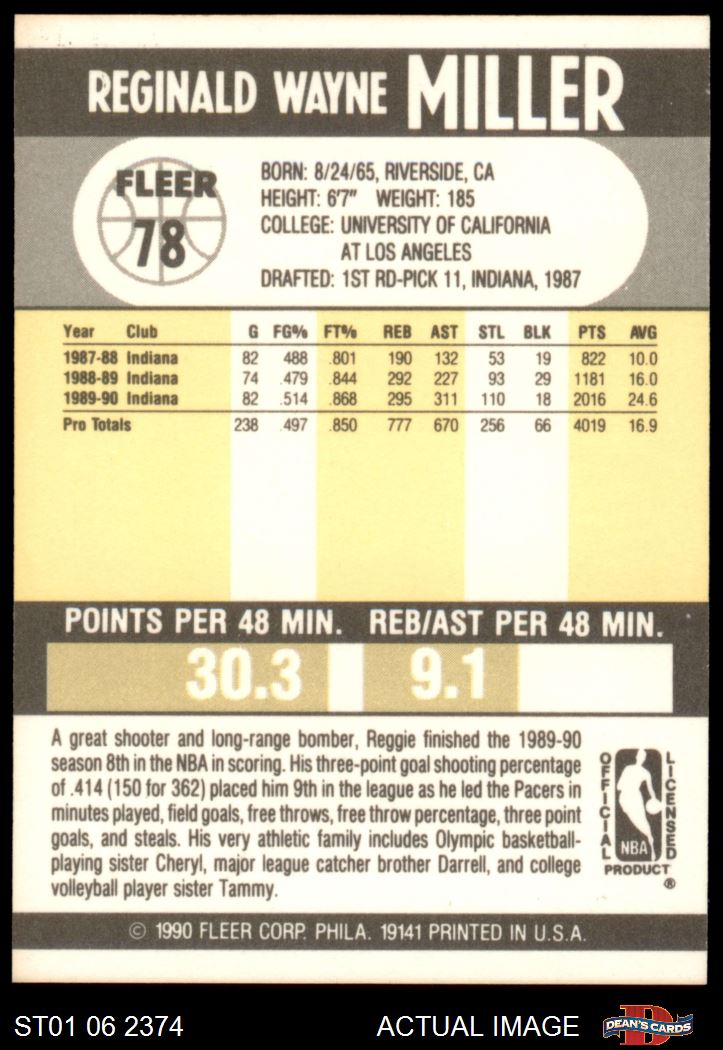 REGINALD WAYNE MILLER
FLEER
78
BORN: 8/24/65, RIVERSIDE, CA
HEIGHT: 6'7" WEIGHT: 185
COLLEGE: UNIVERSITY OF CALIFORNIA
AT LOS ANGELES
DRAFTED: 1ST RD-PICK 11, INDIANA, 1987
Year Club G FG% FT% REB AST STL BLK PTS AVG
1987-88 Indiana 82 .488 .801 190 132 53 19 822 10.0
1988-89 Indiana 74 .479 .844 292 227 93 29 1181 16.0
1989-90 Indiana 82 .514 .868 295 311 110 18 2016 24.6
Pro Totals 238 .497 .850 777 670 256 66 4019 16.9
POINTS PER 48 MIN. REB/AST PER 48 MIN.
30.3 9.1
A great shooter and long-range bomber, Reggie finished the 1989-90
season 8th in the NBA in scoring. His three-point goal shooting percentage
of .414 (150 for 362) placed him 9th in the league as he led the Pacers in
minutes played, field goals, free throws, free throw percentage, three point
goals, and steals. His very athletic family includes Olympic basketball-
playing sister Cheryl, major league catcher brother Darrell, and college
volleyball player sister Tammy.
OFFICIAL
LICENSED
NBA
PRODUCT
®
© 1990 FLEER CORP. PHILA. 19141 PRINTED IN U.S.A.
ST01 06 2374 ACTUAL IMAGE
D
DEAN'S CARDS